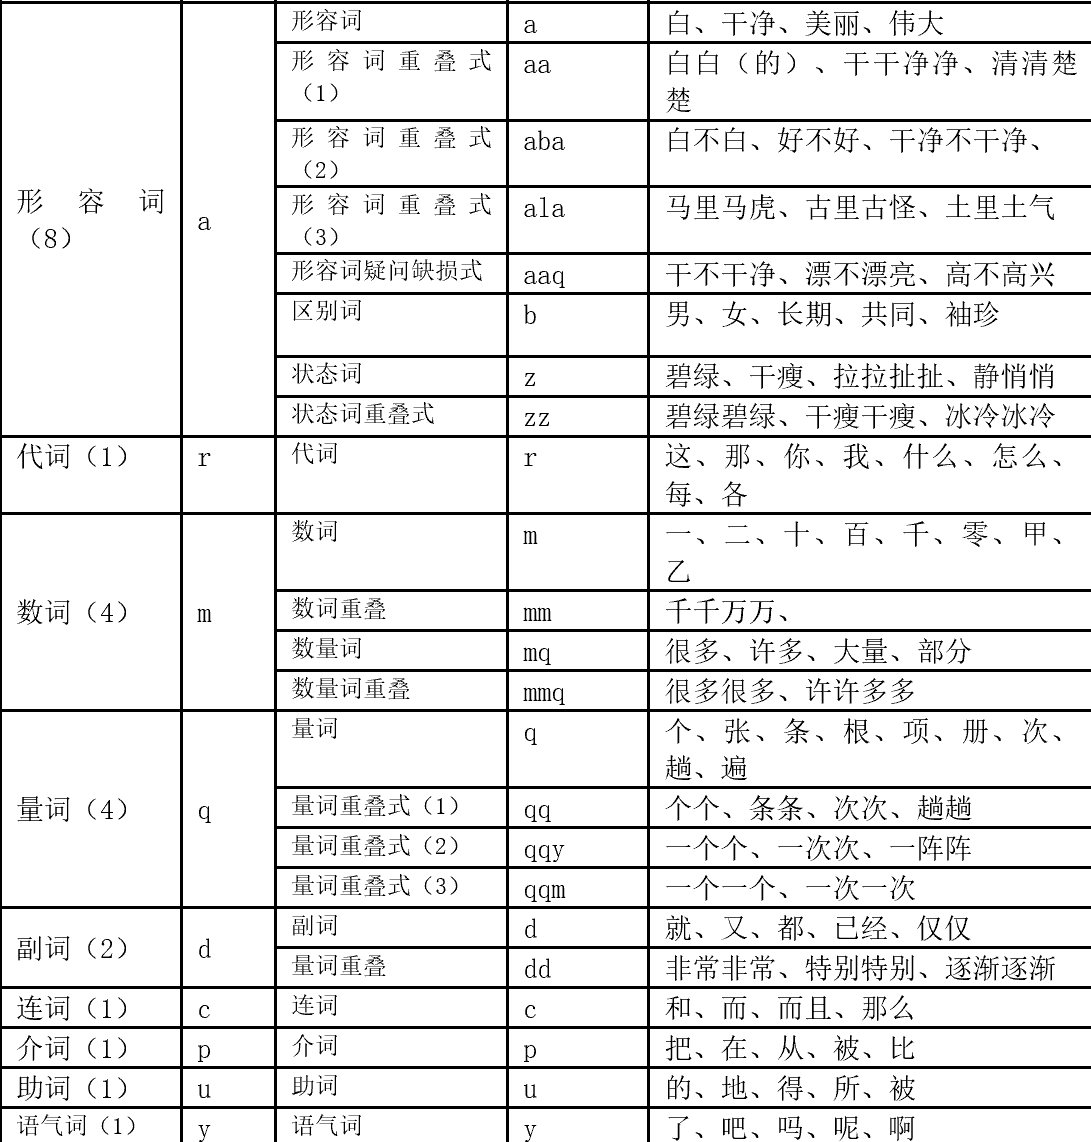 形容词（8） a 形容词 a 白、干净、美丽、伟大
形容词重叠式（1） aa 白白（的）、干干净净、清清楚楚
形容词重叠式（2） aba 白不白、好不好、干净不干净、
形容词重叠式（3） ala 马里马虎、古里古怪、土里土气
形容词疑问缺损式 aaq 干不干净、漂不漂亮、高不高兴
区别词 b 男、女、长期、共同、袖珍
状态词 z 碧绿、干瘦、拉拉扯扯、静悄悄
状态词重叠式 zz 碧绿碧绿、干瘦干瘦、冰冷冰冷
代词（1） r 代词 r 这、那、你、我、什么、怎么、每、各
数词（4） m 数词 m 一、二、十、百、千、零、甲、乙
数词重叠 mm 千千万万、
数量词 mq 很多、许多、大量、部分
数量词重叠 mmq 很多很多、许许多多
量词（4） q 量词 q 个、张、条、根、项、册、次、趟、遍
量词重叠式（1） qq 个个、条条、次次、趟趟
量词重叠式（2） qqy 一个个、一次次、一阵阵
量词重叠式（3） qqm 一个一个、一次一次
副词（2） d 副词 d 就、又、都、已经、仅仅
量词重叠 dd 非常非常、特别特别、逐渐逐渐
连词（1） c 连词 c 和、而、而且、那么
介词（1） p 介词 p 把、在、从、被、比
助词（1） u 助词 u 的、地、得、所、被
语气词（1） y 语气词 y 了、吧、吗、呢、啊